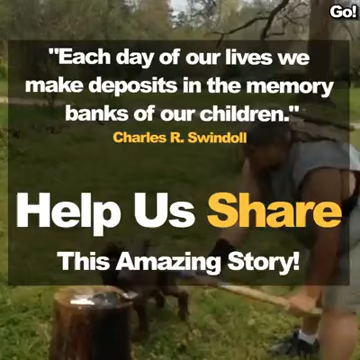 Go!
"Each day of our lives we
make deposits in the memory
banks of our children."
Charles R. Swindoll
Help Us Share
This Amazing Story!